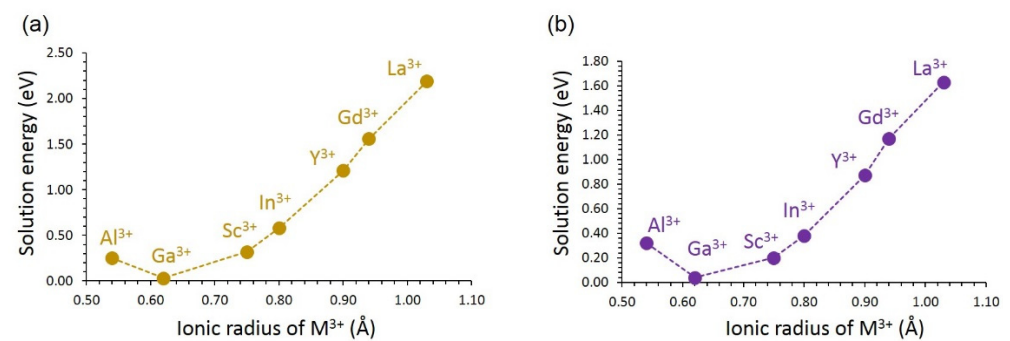 (a)
Solution energy (eV)
2.50
2.00
1.50
1.00
0.50
0.00
0.50 0.60 0.70 0.80 0.90 1.00 1.10
Ionic radius of M³⁺ (Å)
Al³⁺
Ga³⁺
Sc³⁺
In³⁺
Y³⁺
Gd³⁺
La³⁺
(b)
Solution energy (eV)
1.80
1.60
1.40
1.20
1.00
0.80
0.60
0.40
0.20
0.00
0.50 0.60 0.70 0.80 0.90 1.00 1.10
Ionic radius of M³⁺ (Å)
Al³⁺
Ga³⁺
Sc³⁺
In³⁺
Y³⁺
Gd³⁺
La³⁺